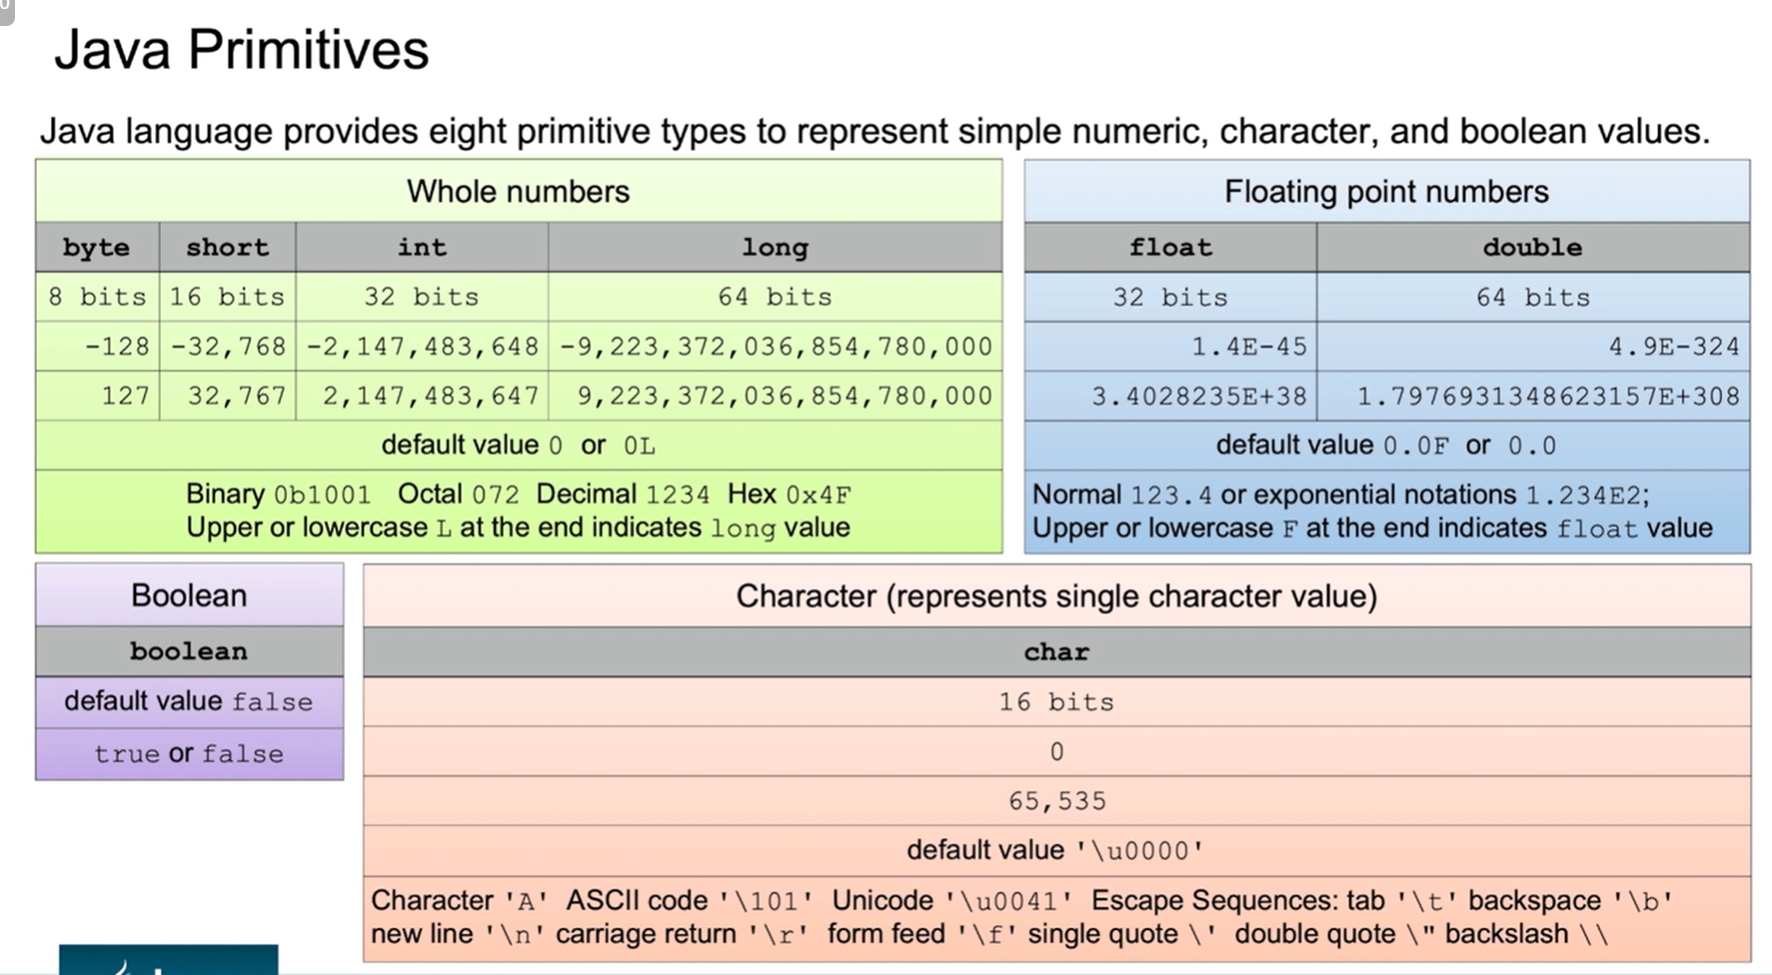 Java Primitives
Java language provides eight primitive types to represent simple numeric, character, and boolean values.
Whole numbers
byte short int long
8 bits 16 bits 32 bits 64 bits
-128 -32,768 -2,147,483,648 -9,223,372,036,854,780,000
127 32,767 2,147,483,647 9,223,372,036,854,780,000
default value 0 or 0L
Binary 0b1001 Octal 072 Decimal 1234 Hex 0x4F
Upper or lowercase L at the end indicates long value
Floating point numbers
float double
32 bits 64 bits
1.4E-45 4.9E-324
3.4028235E+38 1.7976931348623157E+308
default value 0.0F or 0.0
Normal 123.4 or exponential notations 1.234E2;
Upper or lowercase F at the end indicates float value
Boolean
boolean
default value false
true or false
Character (represents single character value)
char
16 bits
0
65,535
default value '\u0000'
Character 'A' ASCII code '\101' Unicode '\u0041' Escape Sequences: tab '\t' backspace '\b'
new line '\n' carriage return '\r' form feed '\f' single quote \' double quote \" backslash \\